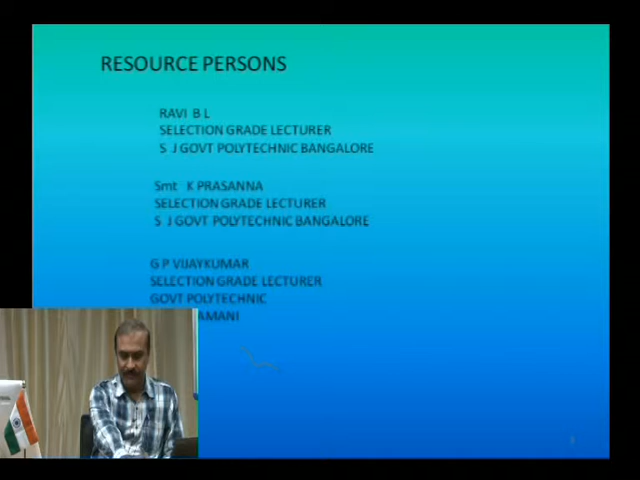 RESOURCE PERSONS
RAVI B L
SELECTION GRADE LECTURER
S J GOVT POLYTECHNIC BANGALORE
Smt K PRASANNA
SELECTION GRADE LECTURER
S J GOVT POLYTECHNIC BANGALORE
G P VIJAYKUMAR
SELECTION GRADE LECTURER
GOVT POLYTECHNIC
AMANI